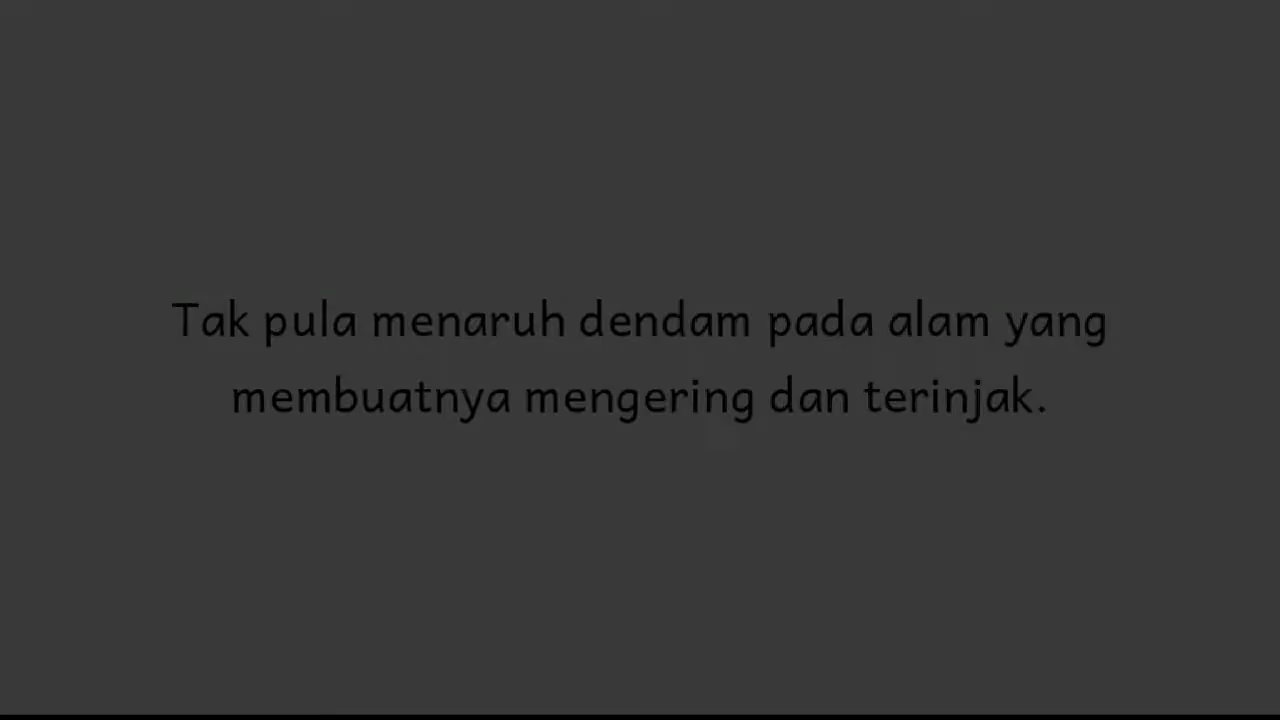 Tak pula menaruh dendam pada alam yang
membuatnya mengering dan terinjak.